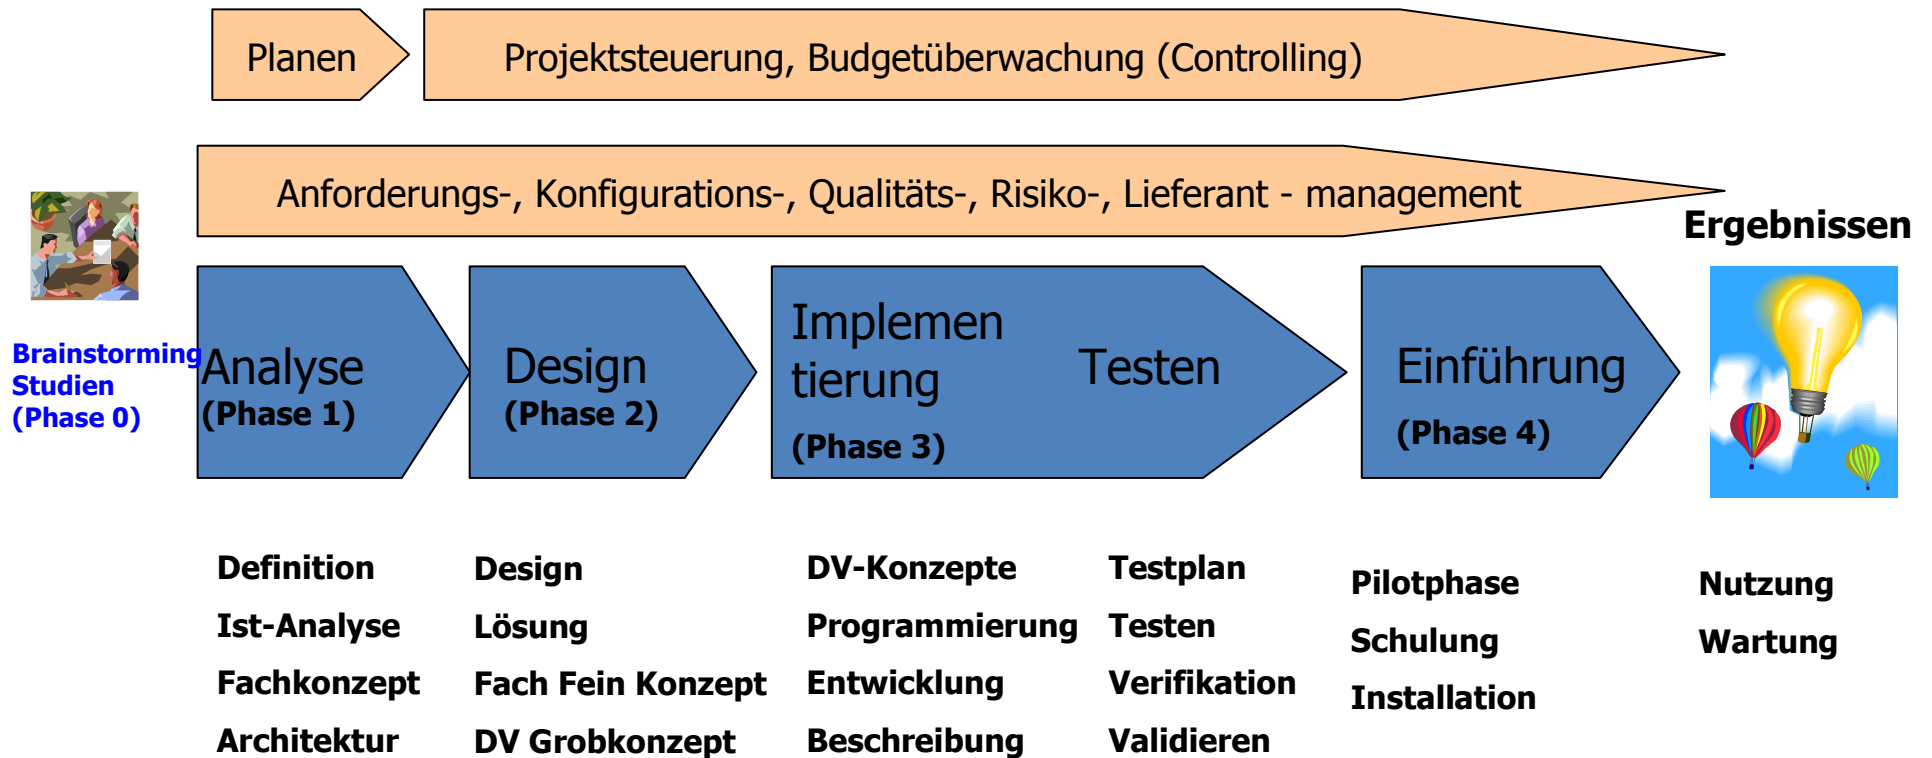 Planen
Projektsteuerung, Budgetüberwachung (Controlling)
Anforderungs-, Konfigurations-, Qualitäts-, Risiko-, Lieferant - management
Brainstorming
Studien
(Phase 0)
Analyse
(Phase 1)
Design
(Phase 2)
Implemen
tierung
(Phase 3)
Testen
Einführung
(Phase 4)
Ergebnissen
Definition
Ist-Analyse
Fachkonzept
Architektur
Design
Lösung
Fach Fein Konzept
DV Grobkonzept
DV-Konzepte
Programmierung
Entwicklung
Beschreibung
Testplan
Testen
Verifikation
Validieren
Pilotphase
Schulung
Installation
Nutzung
Wartung